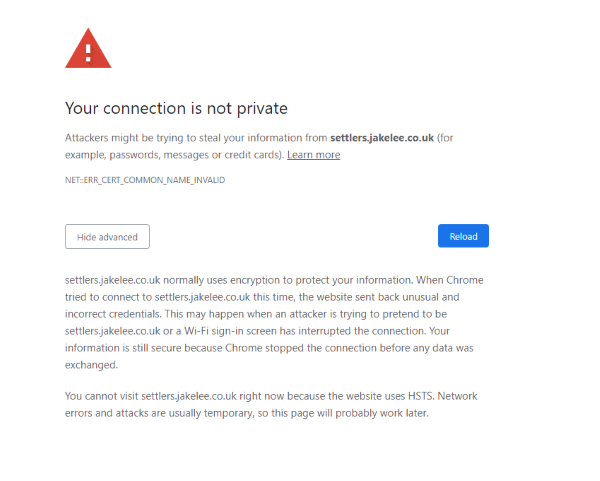 Your connection is not private
Attackers might be trying to steal your information from settlers.jakelee.co.uk (for
example, passwords, messages or credit cards). Learn more
NET::ERR_CERT_COMMON_NAME_INVALID
Hide advanced
Reload
settlers.jakelee.co.uk normally uses encryption to protect your information. When Chrome
tried to connect to settlers.jakelee.co.uk this time, the website sent back unusual and
incorrect credentials. This may happen when an attacker is trying to pretend to be
settlers.jakelee.co.uk or a Wi-Fi sign-in screen has interrupted the connection. Your
information is still secure because Chrome stopped the connection before any data was
exchanged.
You cannot visit settlers.jakelee.co.uk right now because the website uses HSTS. Network
errors and attacks are usually temporary, so this page will probably work later.